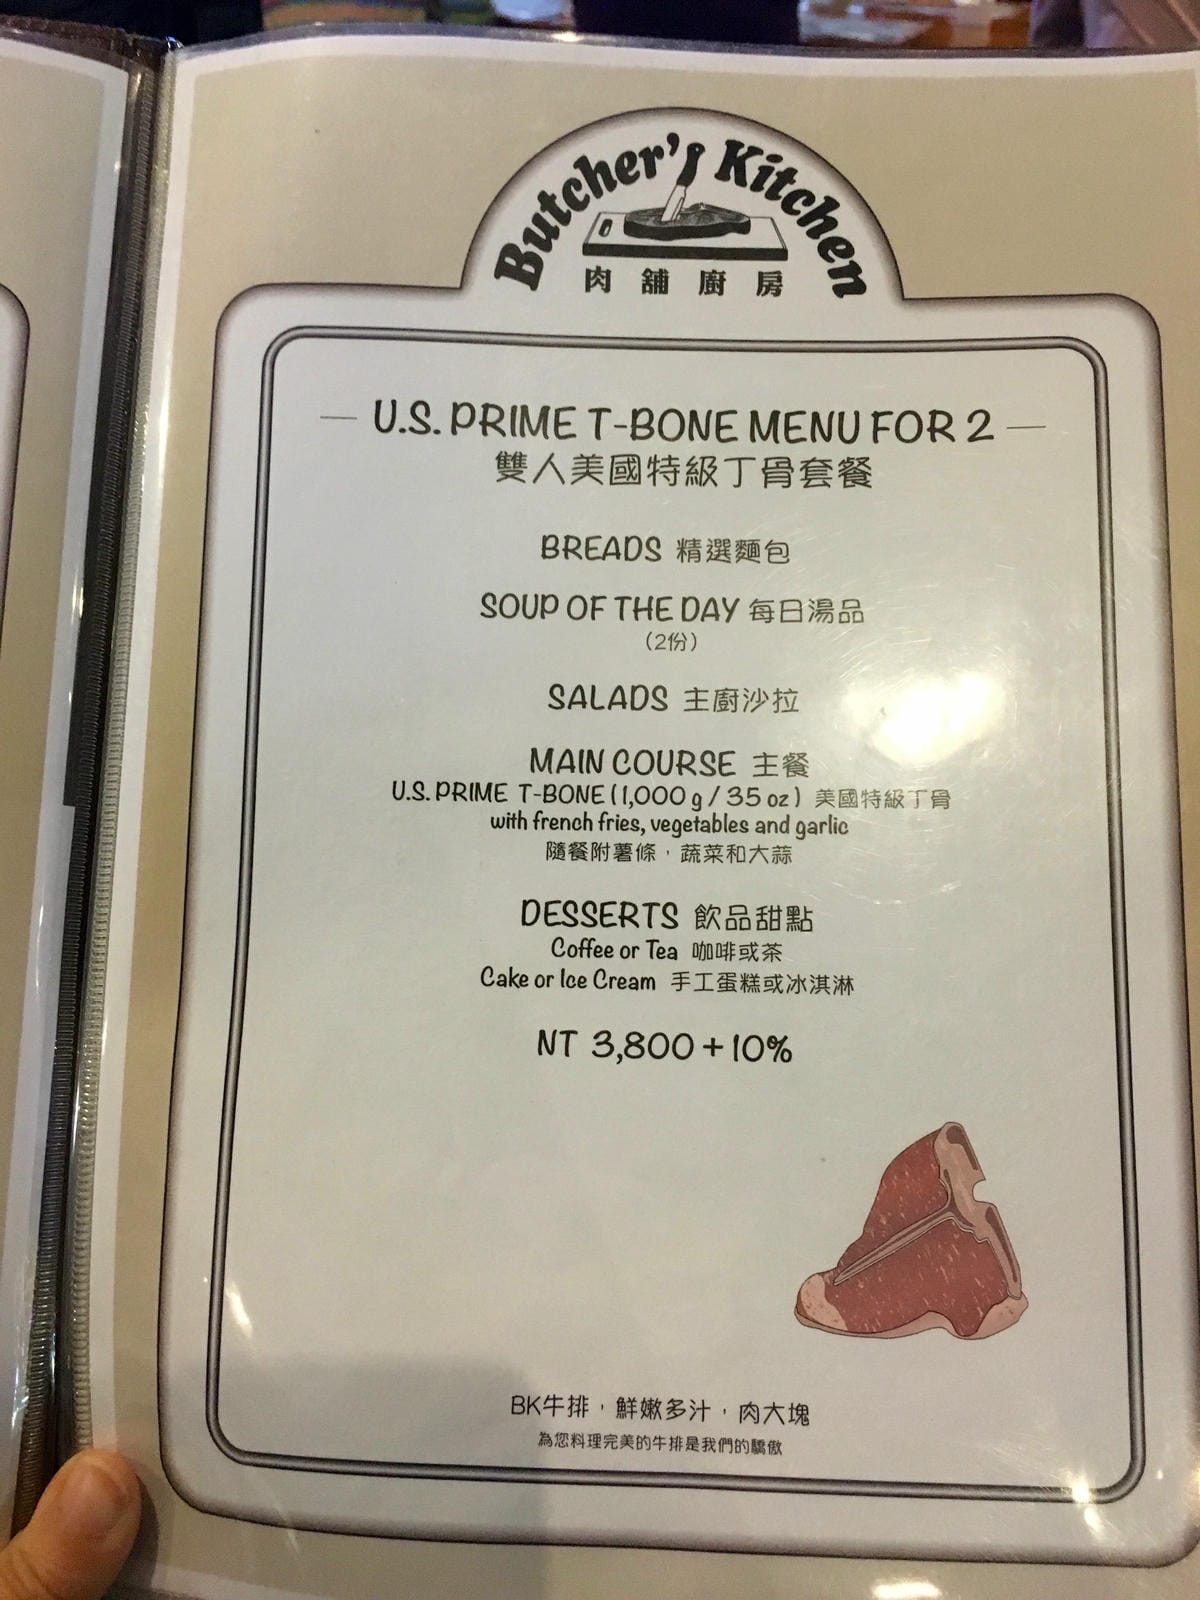 Butcher's Kitchen
肉舖廚房
U.S. PRIME T-BONE MENU FOR 2
雙人美國特級丁骨套餐
BREADS 精選麵包
SOUP OF THE DAY 每日湯品
(2份)
SALADS 主廚沙拉
MAIN COURSE 主餐
U.S. PRIME T-BONE (1,000 g / 35 oz) 美國特級丁骨
with french fries, vegetables and garlic
隨餐附薯條,蔬菜和大蒜
DESSERTS 飲品甜點
Coffee or Tea 咖啡或茶
Cake or Ice Cream 手工蛋糕或冰淇淋
NT 3,800 + 10%
BK牛排,鮮嫩多汁,肉大塊
為您料理完美的牛排是我們的驕傲